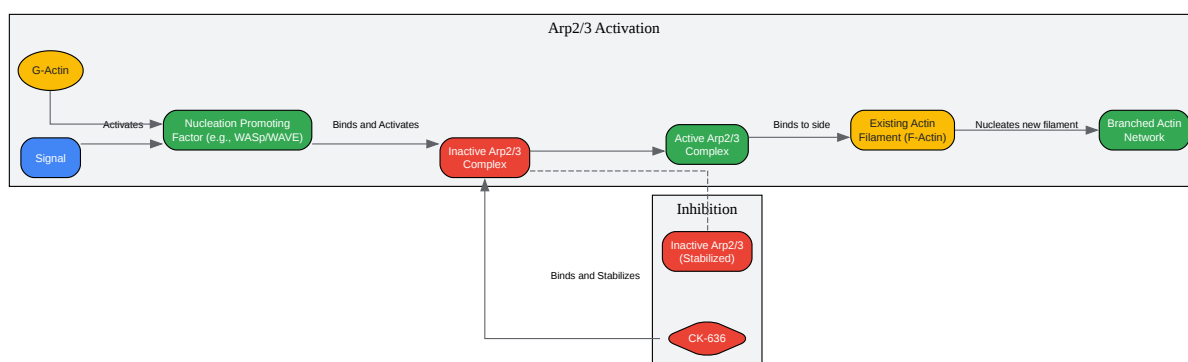 Arp2/3 Activation
G-Actin
Activates
Signal
Nucleation Promoting
Factor (e.g., WASp/WAVE)
Binds and Activates
Inactive Arp2/3
Complex
Active Arp2/3
Complex
Binds to side
Existing Actin
Filament (F-Actin)
Nucleates new filament
Branched Actin
Network
Inhibition
Inactive Arp2/3
(Stabilized)
Binds and Stabilizes
CK-636